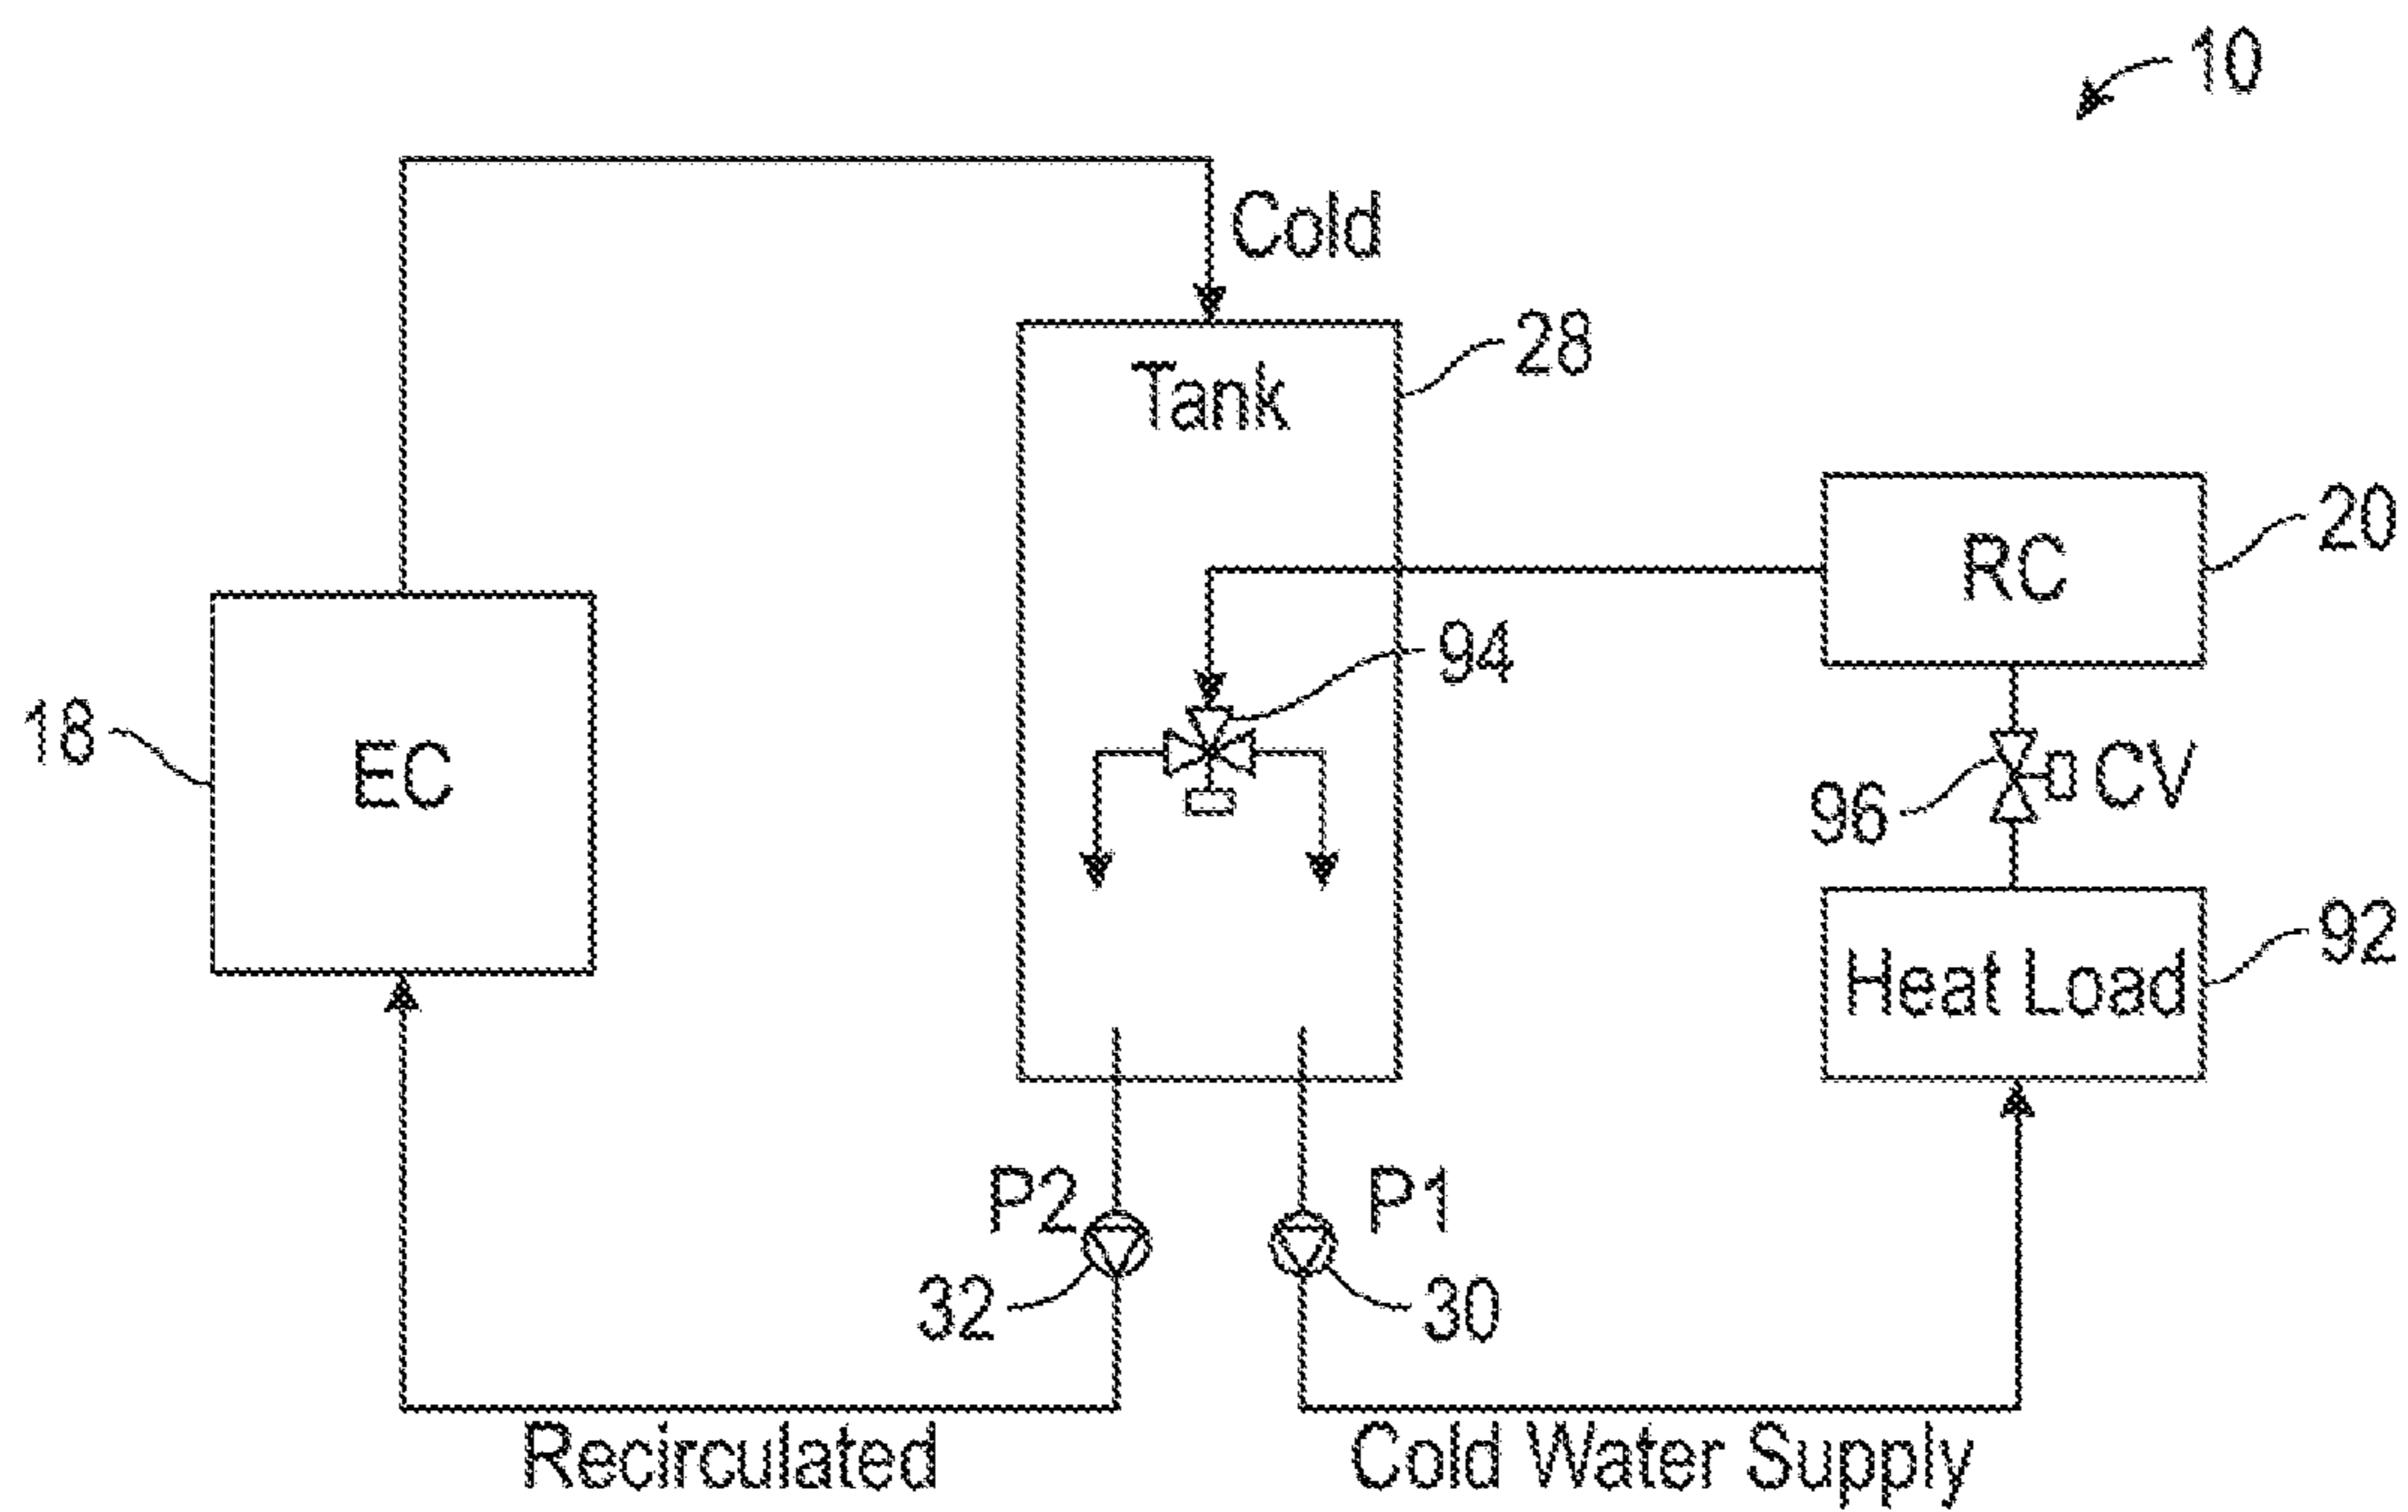 10
Cold
Tank
28
RC
20
94
18
EC
96
CV
Heat Load
92
P2
P1
32
30
Recirculated
Cold Water Supply